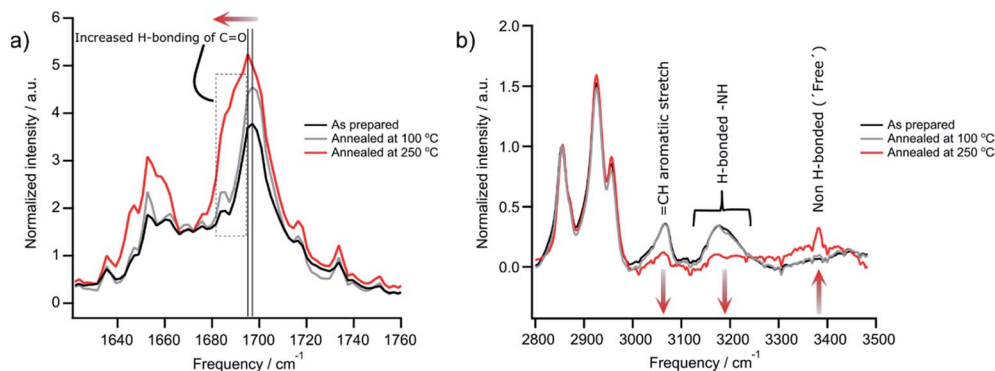 a)
Increased H-bonding of C=O
As prepared
Annealed at 100 ºC
Annealed at 250 ºC
Normalized intensity / a.u.
6
5
4
3
2
1
0
1640
1660
1680
1700
1720
1740
1760
Frequency / cm-1
b)
=CH aromatiic stretch
H-bonded -NH
Non H-bonded (´Free´)
As prepared
Annealed at 100 ºC
Annealed at 250 ºC
Normalized intensity / a.u.
2.0
1.5
1.0
0.5
0.0
2800
2900
3000
3100
3200
3300
3400
3500
Frequency / cm-1